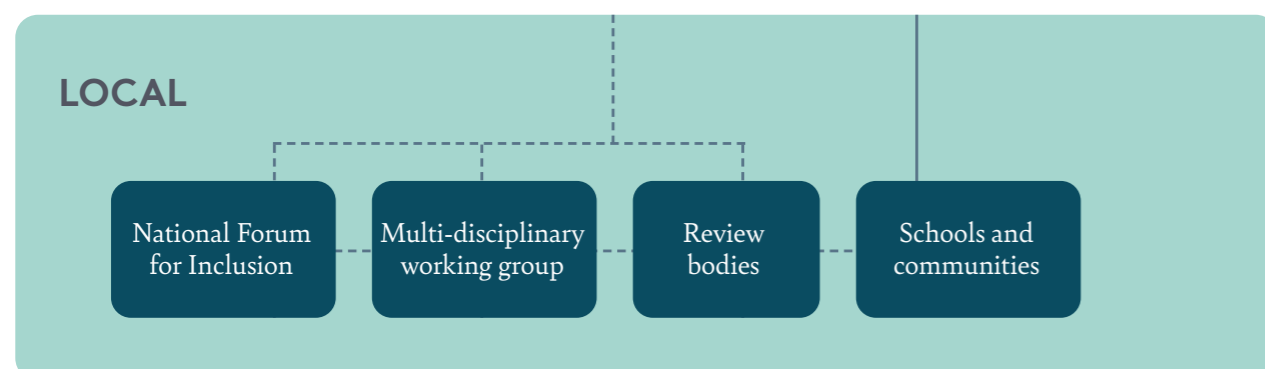 LOCAL
National Forum
for Inclusion
Multi-disciplinary
working group
Review
bodies
Schools and
communities